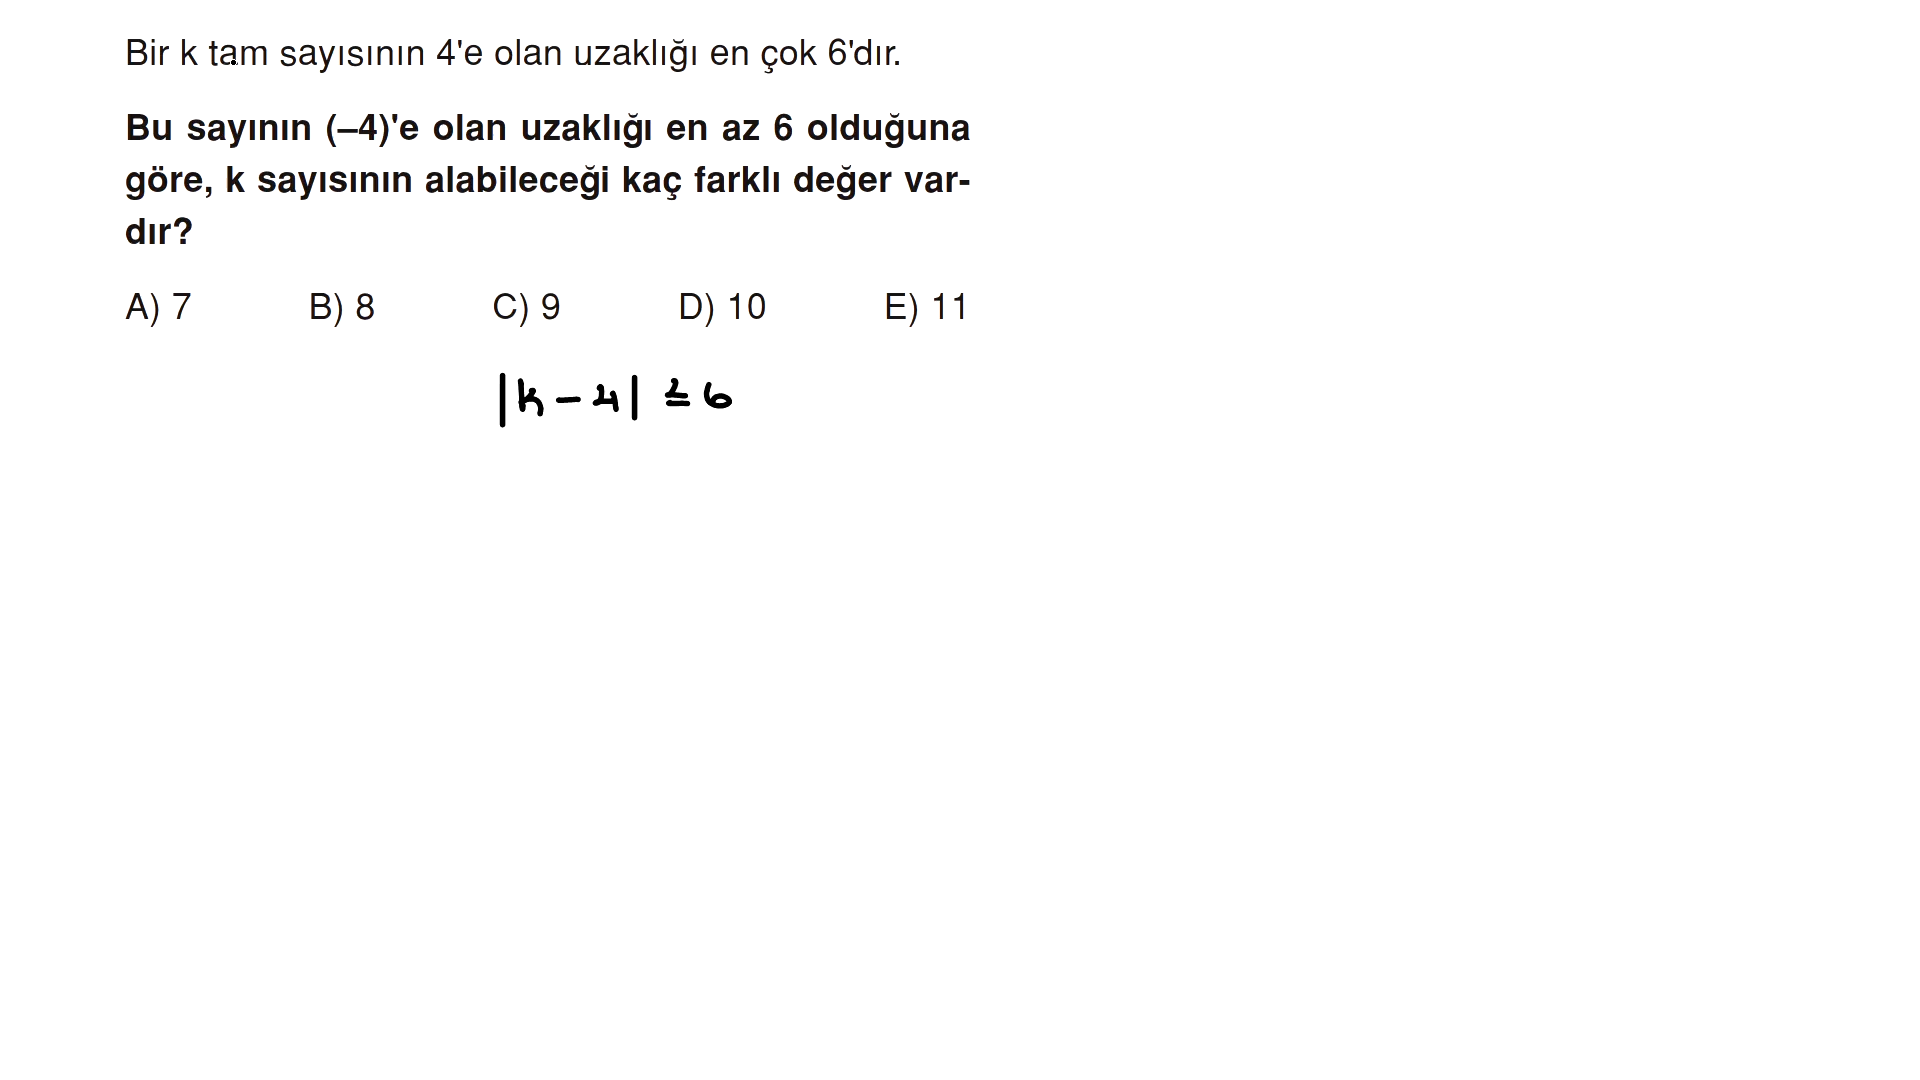 Bir k tam sayısının 4'e olan uzaklığı en çok 6'dır.
Bu sayının (–4)'e olan uzaklığı en az 6 olduğuna
göre, k sayısının alabileceği kaç farklı değer var-
dır?
A) 7 B) 8 C) 9 D) 10 E) 11
|k – 4| ≤ 6